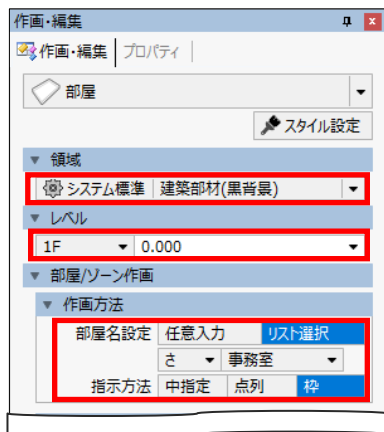 作画・編集
作画・編集 プロパティ
部屋
スタイル設定
領域
システム標準 建築部材(黒背景)
レベル
1F 0.000
部屋/ゾーン作画
作画方法
部屋名設定 任意入力 リスト選択
さ 事務室
指示方法 中指定 点列 枠